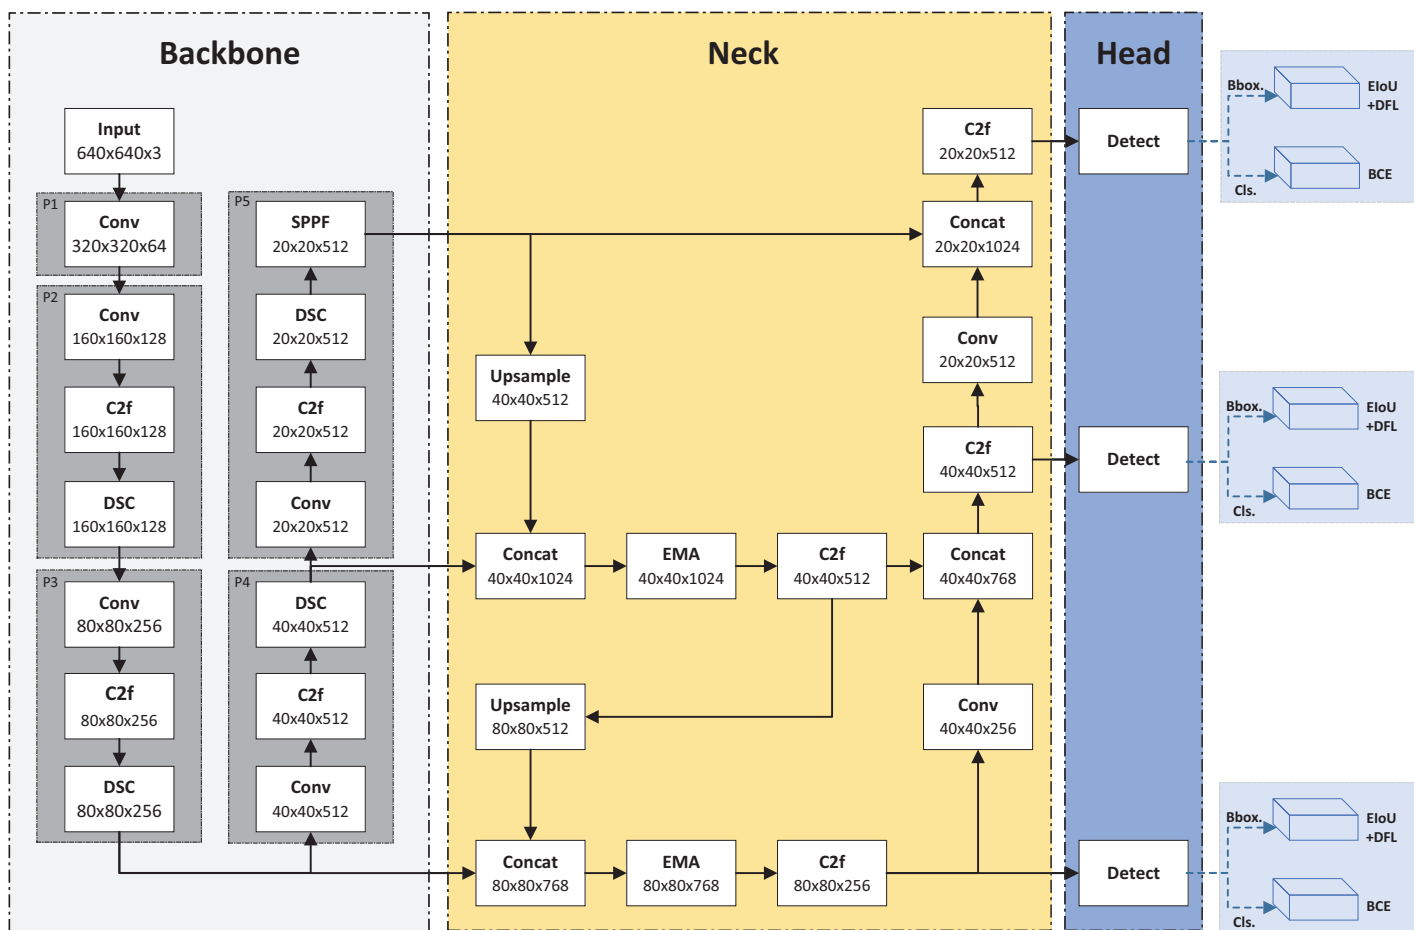 Backbone
Neck
Head
Input
640x640x3
P1
Conv
320x320x64
P2
Conv
160x160x128
C2f
160x160x128
DSC
160x160x128
P3
Conv
80x80x256
C2f
80x80x256
DSC
80x80x256
P5
SPPF
20x20x512
DSC
20x20x512
C2f
20x20x512
Conv
20x20x512
P4
DSC
40x40x512
C2f
40x40x512
Conv
40x40x512
Upsample
40x40x512
Concat
40x40x1024
EMA
40x40x1024
C2f
40x40x512
Upsample
80x80x512
Concat
80x80x768
EMA
80x80x768
C2f
80x80x256
C2f
20x20x512
Concat
20x20x1024
Conv
20x20x512
C2f
40x40x512
Concat
40x40x768
Conv
40x40x256
Detect
Detect
Detect
Bbox.
EIoU
+DFL
Cls.
BCE
Bbox.
EIoU
+DFL
Cls.
BCE
Bbox.
EIoU
+DFL
Cls.
BCE